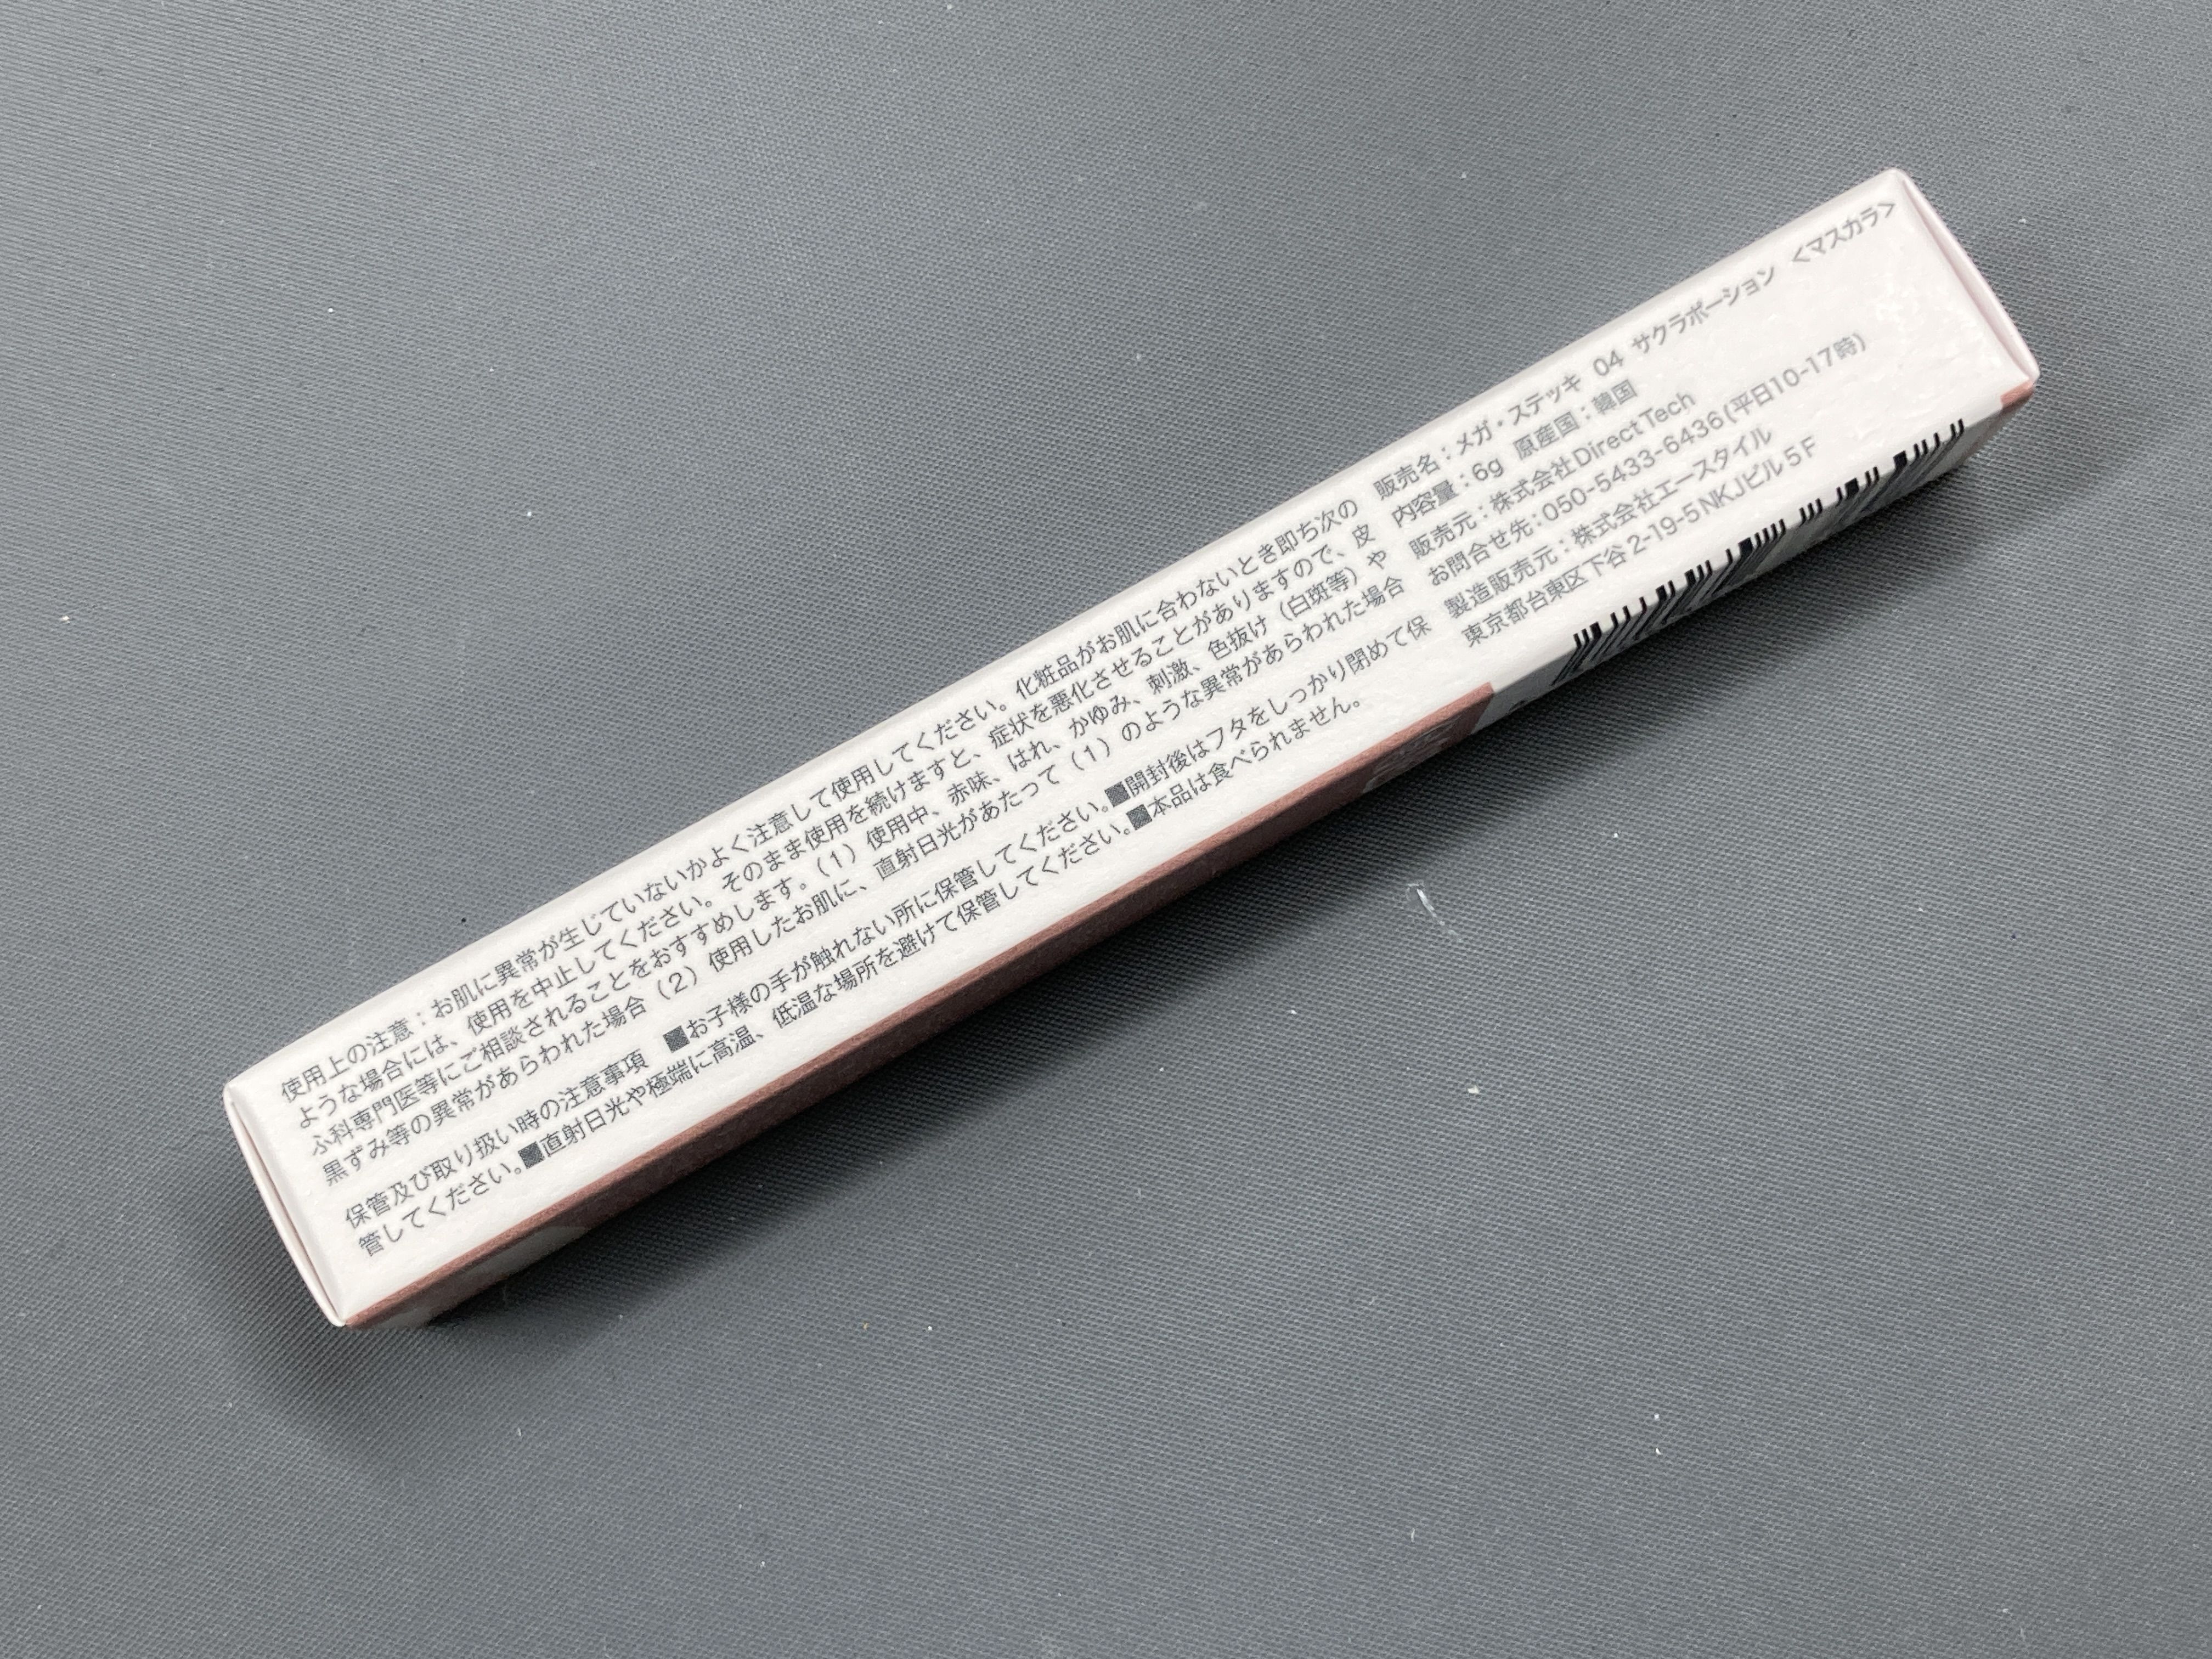 使用上の注意：お肌に異常が生じていないかよく注意して使用してください。化粧品がお肌に合わないとき即ち次の
ような場合には、使用を中止してください。そのまま使用を続けますと、症状を悪化させることがありますので、皮
ふ科専門医等にご相談されることをおすすめします。（1）使用中、赤味、はれ、かゆみ、刺激、色抜け（白斑等）や
黒ずみ等の異常があらわれた場合（2）使用したお肌に、直射日光があたって（1）のような異常があらわれた場合
保管及び取り扱い時の注意事項　■お子様の手が触れない所に保管してください。■開封後はフタをしっかり閉めて保
管してください。■直射日光や極端に高温、低温な場所を避けて保管してください。■本品は食べられません。
販売名：メガ・ステッキ 04 サクラポーション 〈マスカラ〉
内容量：6g 原産国：韓国
販売元：株式会社Direct Tech
お問合せ先：050-5433-6436(平日10-17時)
製造販売元：株式会社エースタイル
東京都台東区下谷2-19-5 NKJビル5F